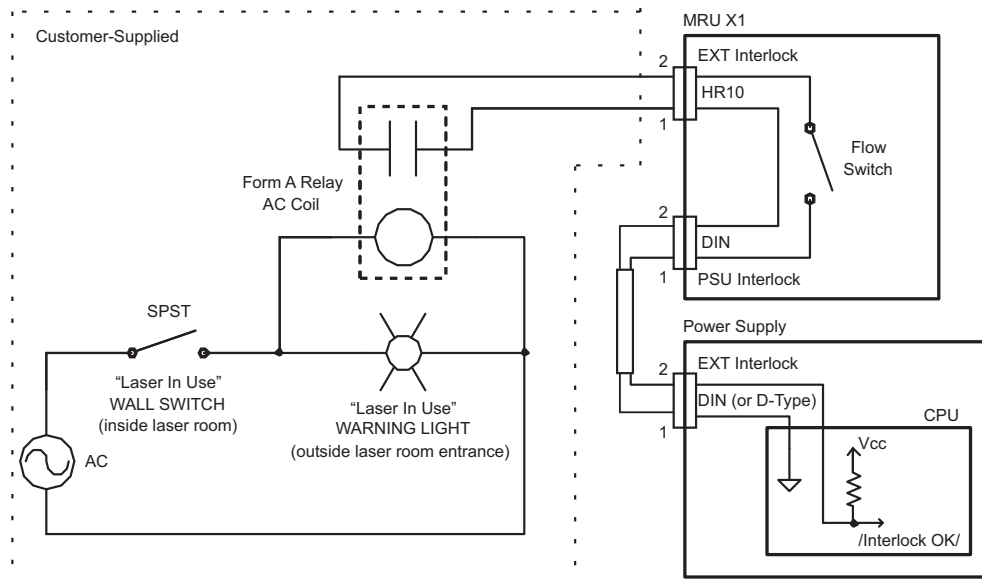 Customer-Supplied
MRU X1
2
EXT Interlock
HR10
1
Flow
Switch
Form A Relay
AC Coil
2
DIN
1
PSU Interlock
SPST
Power Supply
2
EXT Interlock
DIN (or D-Type)
1
CPU
“Laser In Use”
WALL SWITCH
(inside laser room)
“Laser In Use”
WARNING LIGHT
(outside laser room entrance)
AC
Vcc
/Interlock OK/